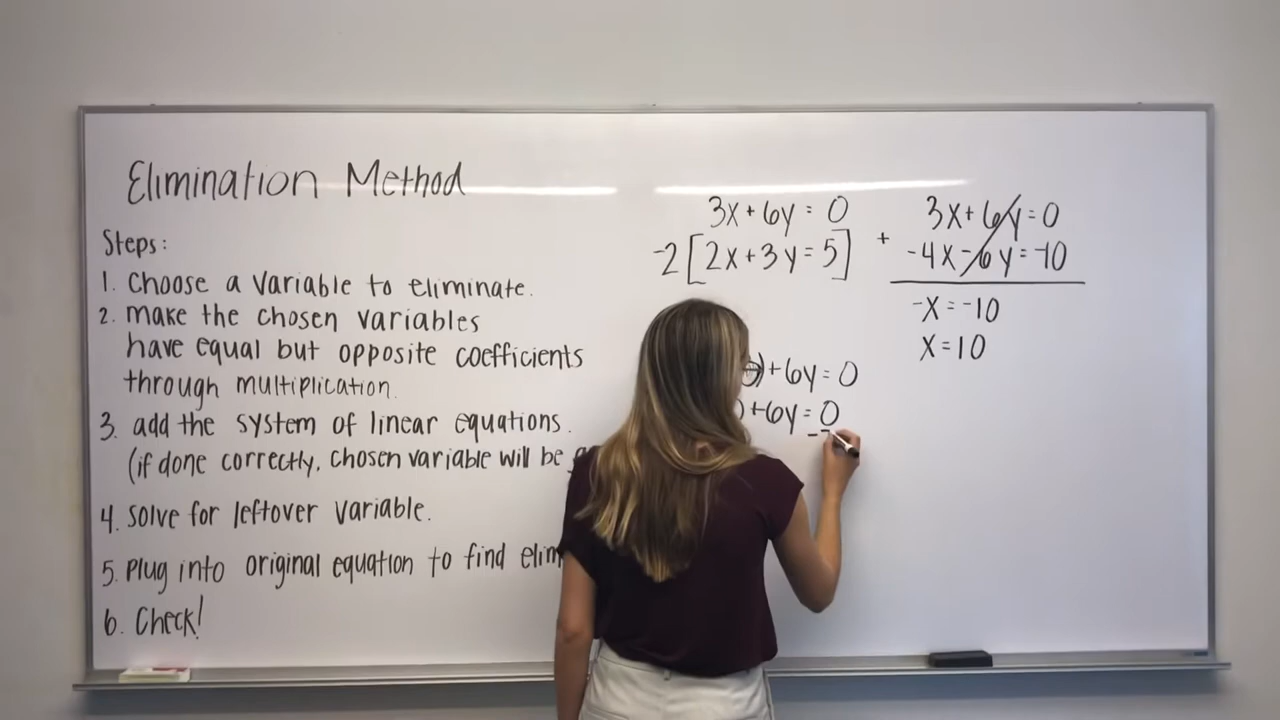 Elimination Method
Steps:
1. Choose a variable to eliminate.
2. make the chosen variables
have equal but opposite coefficients
through multiplication.
3. add the system of linear equations.
(if done correctly, chosen variable will be
4. solve for leftover variable.
5. Plug into original equation to find
6. Check!
3x+6y=0
-2[2x+3y=5]
)+6y=0
)+6y=0
-
+
3x+6y=0
-4x-6y=-10
-x=-10
x=10